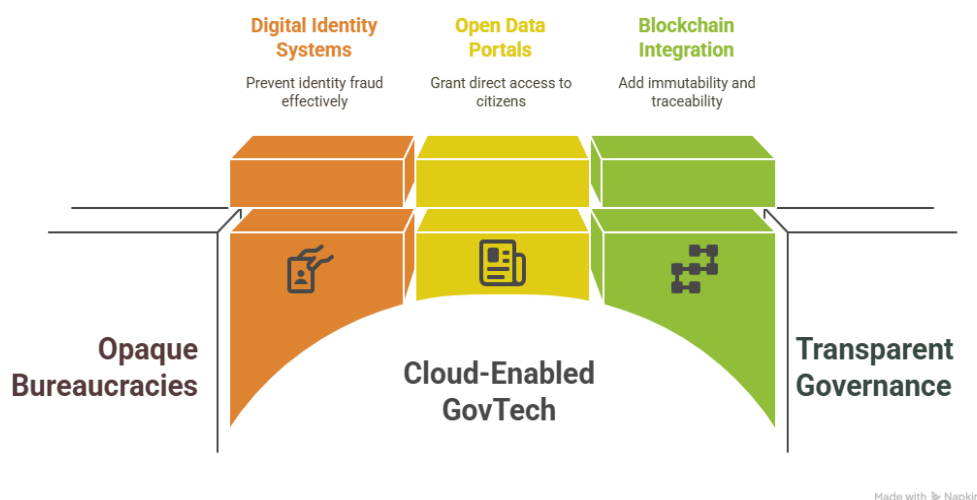 Digital Identity
Systems
Prevent identity fraud
effectively
Open Data
Portals
Grant direct access to
citizens
Blockchain
Integration
Add immutability and
traceability
Opaque
Bureaucracies
Cloud-Enabled
GovTech
Transparent
Governance
Made with Napkin